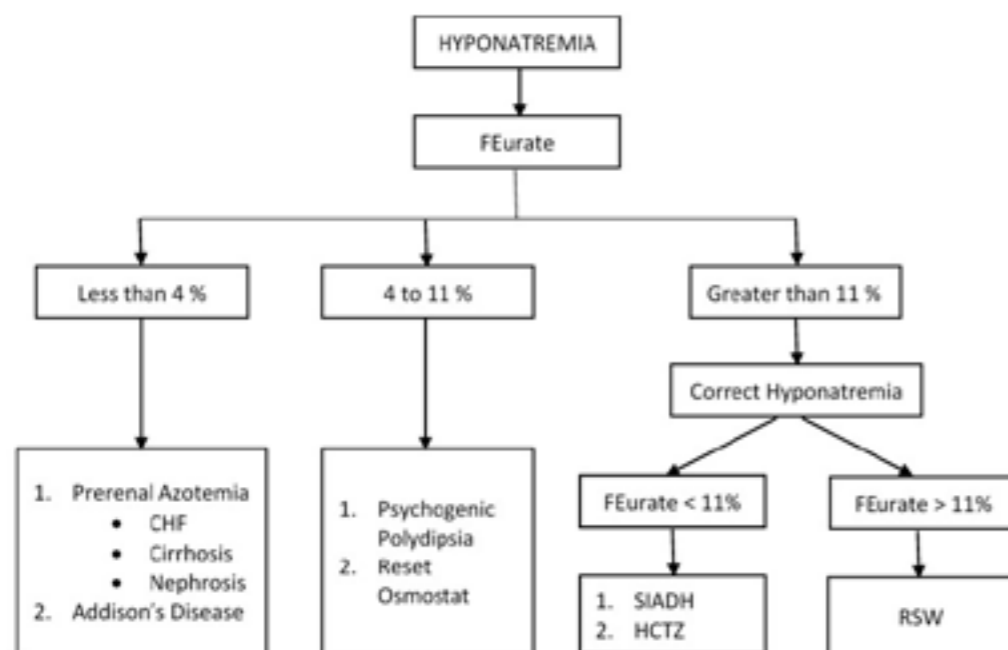 HYPONATREMIA
FEurate
Less than 4 %
4 to 11 %
Greater than 11 %
Correct Hyponatremia
1. Prerenal Azotemia
• CHF
• Cirrhosis
• Nephrosis
2. Addison's Disease
1. Psychogenic
Polydipsia
2. Reset
Osmostat
FEurate < 11%
FEurate > 11%
1. SIADH
2. HCTZ
RSW